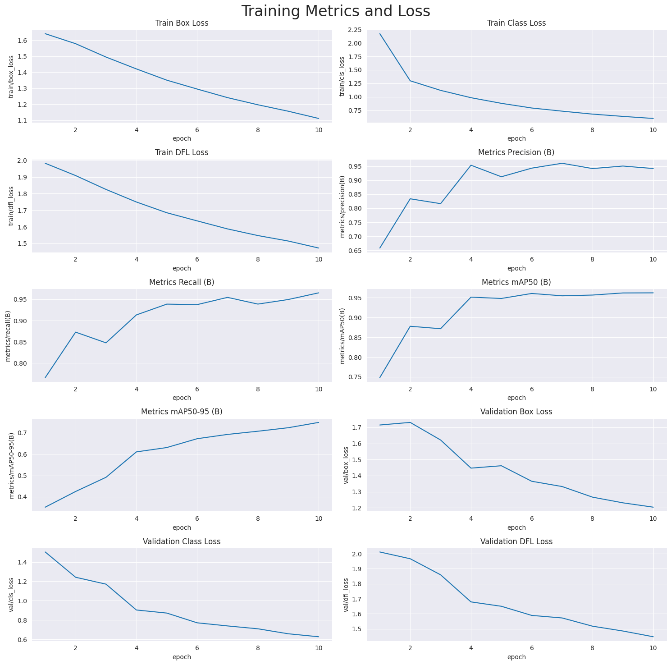 Training Metrics and Loss
Train Box Loss
train/box_loss
1.6
1.5
1.4
1.3
1.2
1.1
2 4 6 8 10
epoch
Train Class Loss
train/cls_loss
2.25
2.00
1.75
1.50
1.25
1.00
0.75
2 4 6 8 10
epoch
Train DFL Loss
train/dfl_loss
2.0
1.9
1.8
1.7
1.6
1.5
2 4 6 8 10
epoch
Metrics Precision (B)
metrics/precision(B)
0.95
0.90
0.85
0.80
0.75
0.70
0.65
2 4 6 8 10
epoch
Metrics Recall (B)
metrics/recall(B)
0.95
0.90
0.85
0.80
2 4 6 8 10
epoch
Metrics mAP50 (B)
metrics/mAP50(B)
0.95
0.90
0.85
0.80
0.75
2 4 6 8 10
epoch
Metrics mAP50-95 (B)
metrics/mAP50-95(B)
0.7
0.6
0.5
0.4
2 4 6 8 10
epoch
Validation Box Loss
val/box_loss
1.7
1.6
1.5
1.4
1.3
1.2
2 4 6 8 10
epoch
Validation Class Loss
val/cls_loss
1.4
1.2
1.0
0.8
0.6
2 4 6 8 10
epoch
Validation DFL Loss
val/dfl_loss
2.0
1.9
1.8
1.7
1.6
1.5
2 4 6 8 10
epoch